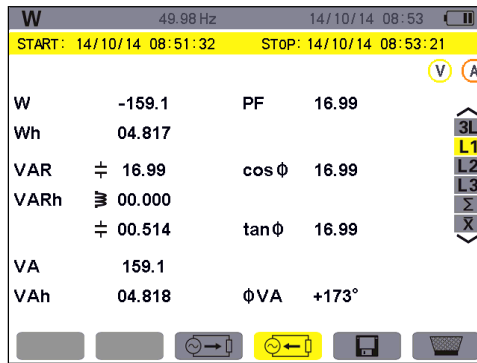 W 49.98 Hz 14/10/14 08:53
START: 14/10/14 08:51:32 STOP: 14/10/14 08:53:21
V A
W -159.1 PF 16.99
Wh 04.817
VAR 16.99 cos Φ 16.99
VARh 00.000
00.514 tan Φ 16.99
VA 159.1
VAh 04.818 ΦVA +173°
3L
L1
L2
L3
Σ
x̄